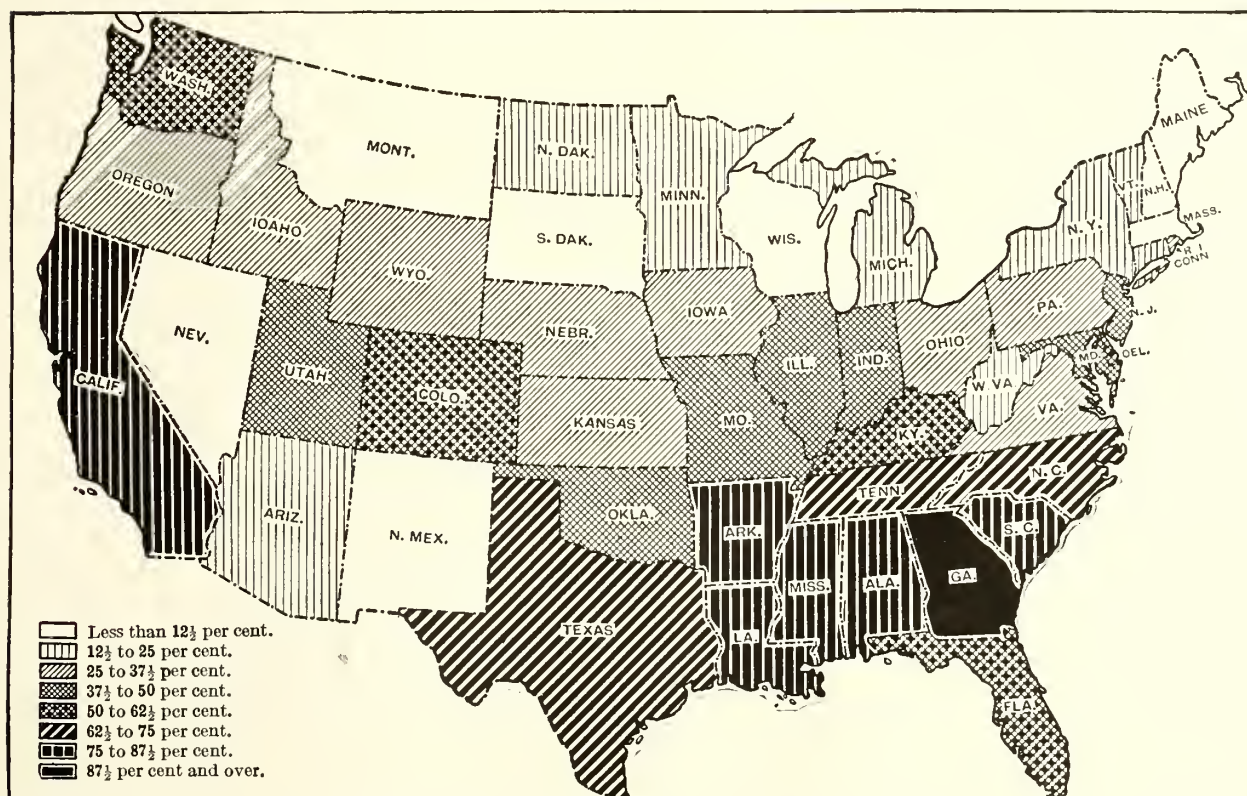 WASH.
MONT.
N. DAK.
MINN.
MAINE
OREGON
IOAHO
VT.
N.H.
S. DAK.
WIS.
N. Y.
MASS.
WYO.
MICH.
R. I
CONN
IOWA
PA.
NEV.
NEBR.
OHIO
N. J.
UTAH
ILL.
IND.
MD.
OEL.
CALIF.
COLO.
W VA.
KANSAS
MO.
VA.
KY.
N. C.
TENN.
ARIZ.
OKLA.
N. MEX.
ARK.
S. C.
MISS.
ALA.
GA.
TEXAS
LA.
FLA.
Less than 12½ per cent.
12½ to 25 per cent.
25 to 37½ per cent.
37½ to 50 per cent.
50 to 62½ per cent.
62½ to 75 per cent.
75 to 87½ per cent.
87½ per cent and over.